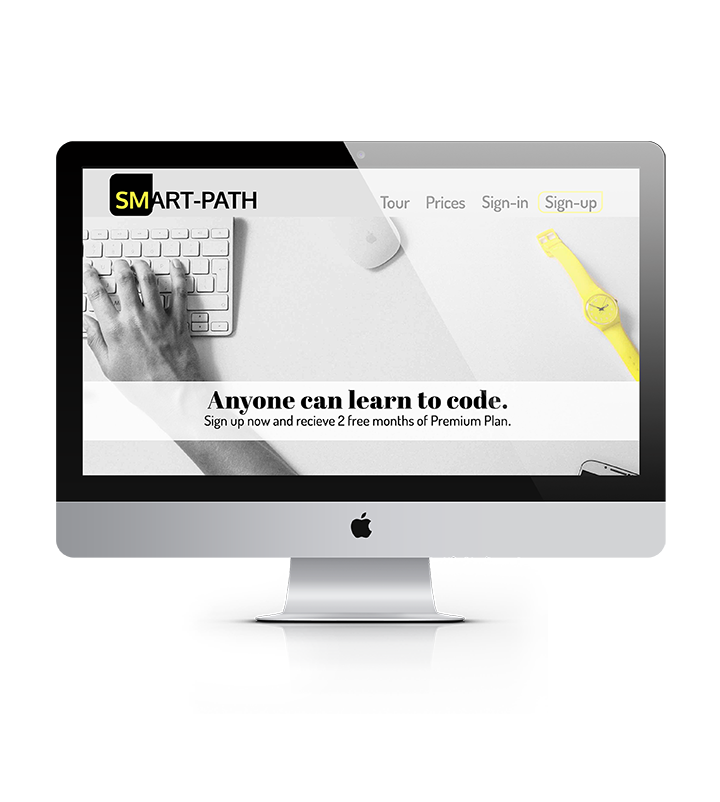 SMART-PATH
Tour Prices Sign-in Sign-up
Anyone can learn to code.
Sign up now and recieve 2 free months of Premium Plan.